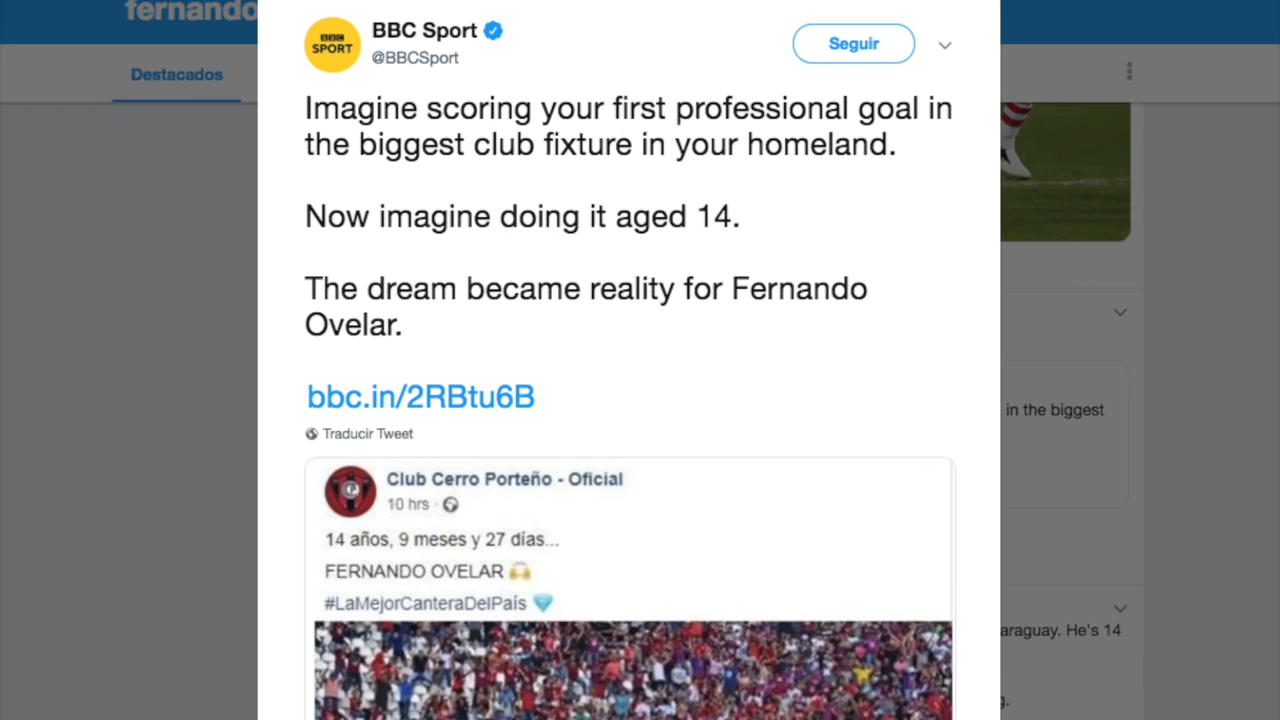 fernando
Destacados
BBC
SPORT
BBC Sport
@BBCSport
Seguir
Imagine scoring your first professional goal in
the biggest club fixture in your homeland.
Now imagine doing it aged 14.
The dream became reality for Fernando
Ovelar.
bbc.in/2RBtu6B
Traducir Tweet
Club Cerro Porteño - Oficial
10 hrs ·
14 años, 9 meses y 27 días...
FERNANDO OVELAR
#LaMejorCanteraDelPaís
in the biggest
araguay. He's 14